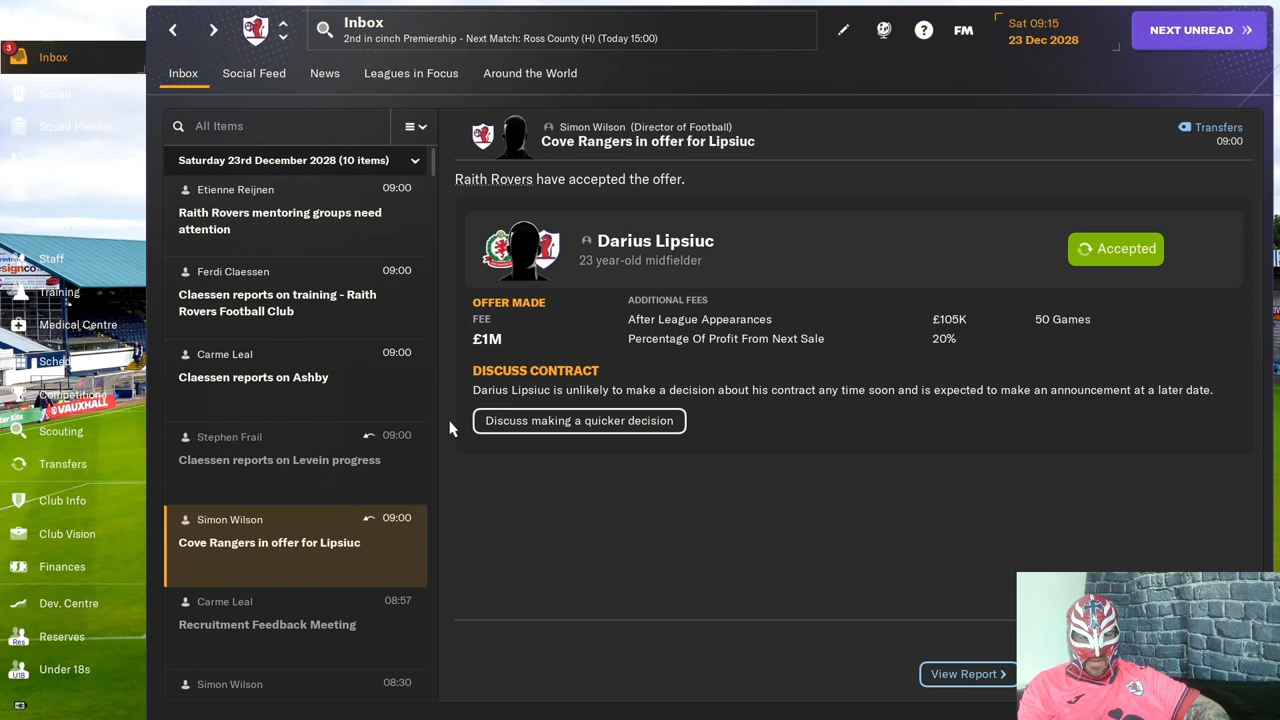 Inbox
2nd in cinch Premiership - Next Match: Ross County (H) (Today 15:00)
FM
Sat 09:15
23 Dec 2028
NEXT UNREAD
3
Inbox
Squad
Squad Planner
Staff
Training
Medical Centre
Sched
Competitions
Scouting
Transfers
Club Info
Club Vision
Finances
Dev. Centre
Reserves
Under 18s
Res
U18
VAUXHALL
Inbox Social Feed News Leagues in Focus Around the World
All Items
Saturday 23rd December 2028 (10 items)
Etienne Reijnen 09:00
Raith Rovers mentoring groups need
attention
Ferdi Claessen 09:00
Claessen reports on training - Raith
Rovers Football Club
Carme Leal 09:00
Claessen reports on Ashby
Stephen Frail 09:00
Claessen reports on Levein progress
Simon Wilson 09:00
Cove Rangers in offer for Lipsiuc
Carme Leal 08:57
Recruitment Feedback Meeting
Simon Wilson 08:30
Simon Wilson (Director of Football)
Cove Rangers in offer for Lipsiuc
Transfers
09:00
Raith Rovers have accepted the offer.
Darius Lipsiuc
23 year-old midfielder
Accepted
OFFER MADE
FEE
£1M
ADDITIONAL FEES
After League Appearances £105K 50 Games
Percentage Of Profit From Next Sale 20%
DISCUSS CONTRACT
Darius Lipsiuc is unlikely to make a decision about his contract any time soon and is expected to make an announcement at a later date.
Discuss making a quicker decision
View Report